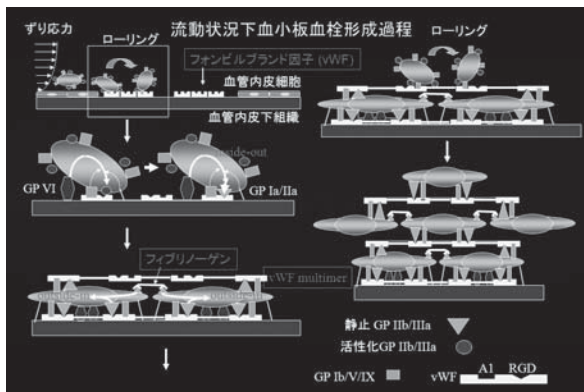 流動状況下血小板血栓形成過程
ずり応力
ローリング
フォンビルブランド因子 (vWF)
血管内皮細胞
血管内皮下組織
inside-out
GP VI
GP Ia/IIa
フィブリノーゲン
outside-in
outside-in
ローリング
vWF multimer
静止 GP IIb/IIIa
活性化GP IIb/IIIa
GP Ib/V/IX
vWF
A1
RGD